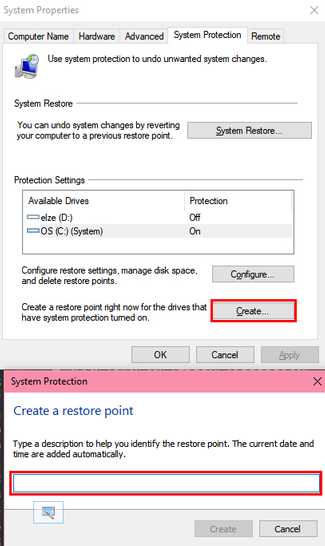 System Properties
Computer Name Hardware Advanced System Protection Remote
Use system protection to undo unwanted system changes.
System Restore
You can undo system changes by reverting
your computer to a previous restore point.
System Restore...
Protection Settings
Available Drives Protection
elze (D:) Off
OS (C:) (System) On
Configure restore settings, manage disk space,
and delete restore points.
Configure...
Create a restore point right now for the drives that
have system protection turned on.
Create...
OK Cancel Apply
System Protection
Create a restore point
Type a description to help you identify the restore point. The current date and
time are added automatically.
Create Cancel